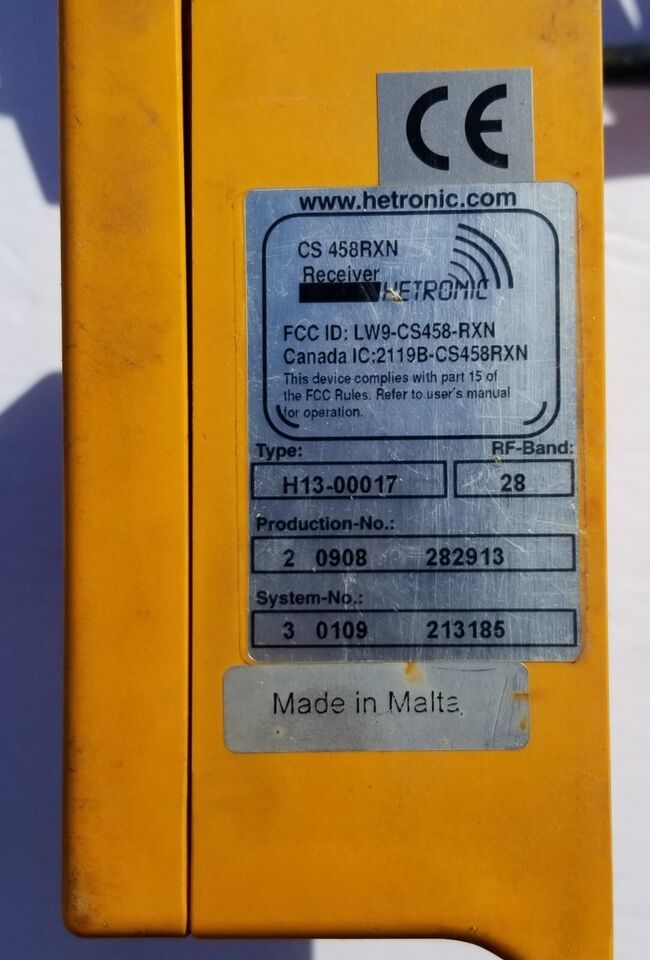 CE
www.hetronic.com
CS 458RXN
Receiver
HETRONIC
FCC ID: LW9-CS458-RXN
Canada IC:2119B-CS458RXN
This device complies with part 15 of
the FCC Rules. Refer to user's manual
for operation.
Type: RF-Band:
H13-00017 28
Production-No.:
2 0908 282913
System-No.:
3 0109 213185
Made in Malta